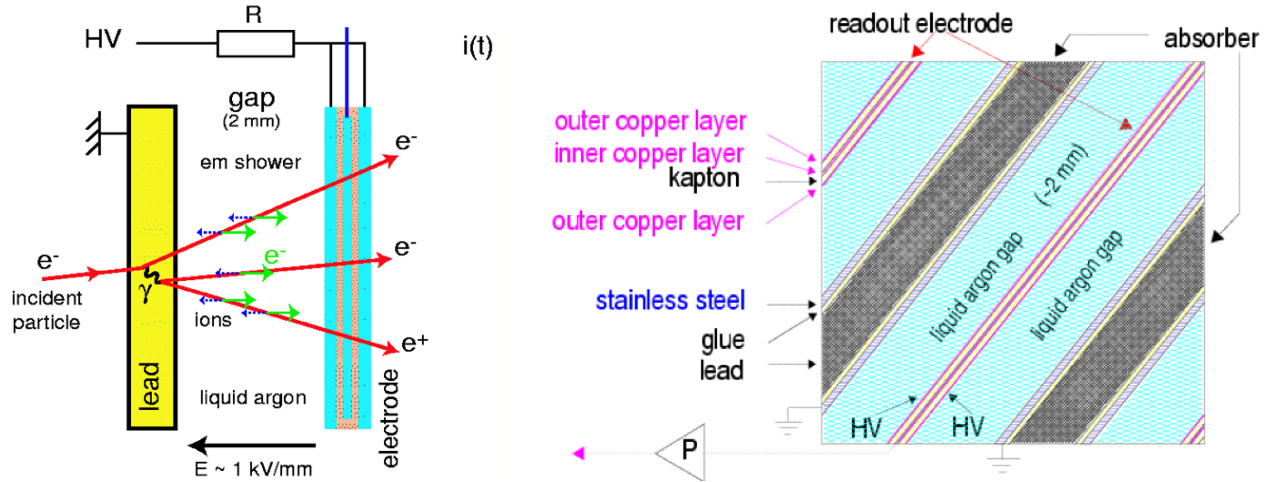 R
HV
i(t)
gap
(2 mm)
em shower
e-
e-
e-
e-
γ
incident
particle
ions
e+
lead
liquid argon
electrode
E ~ 1 kV/mm
readout electrode
absorber
outer copper layer
inner copper layer
kapton
outer copper layer
(~2 mm)
liquid argon gap
liquid argon gap
stainless steel
glue
lead
HV
HV
P